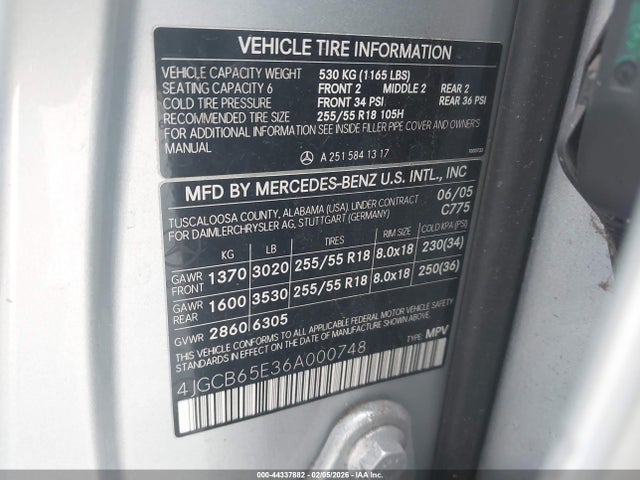 VEHICLE TIRE INFORMATION
VEHICLE CAPACITY WEIGHT 530 KG (1165 LBS)
SEATING CAPACITY 6 FRONT 2 MIDDLE 2 REAR 2
COLD TIRE PRESSURE FRONT 34 PSI REAR 36 PSI
RECOMMENDED TIRE SIZE 255/55 R18 105H
FOR ADDITIONAL INFORMATION SEE INSIDE FILLER PIPE COVER AND OWNER'S
MANUAL
A 251 584 13 17
MFD BY MERCEDES-BENZ U.S. INTL., INC
TUSCALOOSA COUNTY, ALABAMA (USA). UNDER CONTRACT 06/05
FOR DAIMLERCHRYSLER AG, STUTTGART (GERMANY) C775
KG LB TIRES RIM SIZE COLD KPA (PSI)
GAWR FRONT 1370 3020 255/55 R18 8.0x18 230(34)
GAWR REAR 1600 3530 255/55 R18 8.0x18 250(36)
GVWR 2860 6305
THIS VEHICLE CONFORMS TO ALL APPLICABLE FEDERAL MOTOR VEHICLE SAFETY
STANDARDS IN EFFECT ON THE DATE OF MANUFACTURE SHOWN ABOVE.
4JGCB65E36A000748 TYPE: MPV
000-44337882 - 02/05/2026 - IAA Holdings, LLC